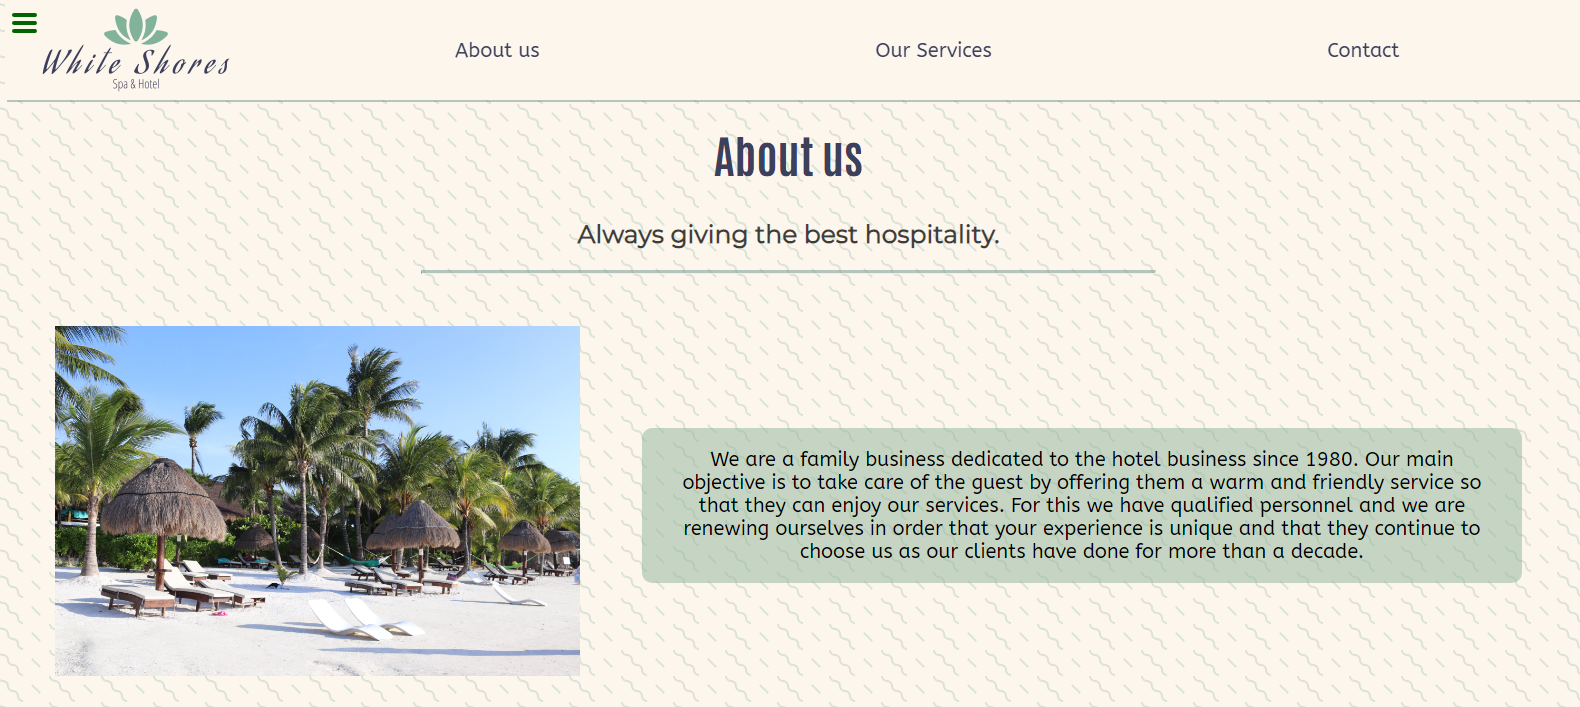 White Shores
Spa & Hotel
About us
Our Services
Contact
About us
Always giving the best hospitality.
We are a family business dedicated to the hotel business since 1980. Our main
objective is to take care of the guest by offering them a warm and friendly service so
that they can enjoy our services. For this we have qualified personnel and we are
renewing ourselves in order that your experience is unique and that they continue to
choose us as our clients have done for more than a decade.